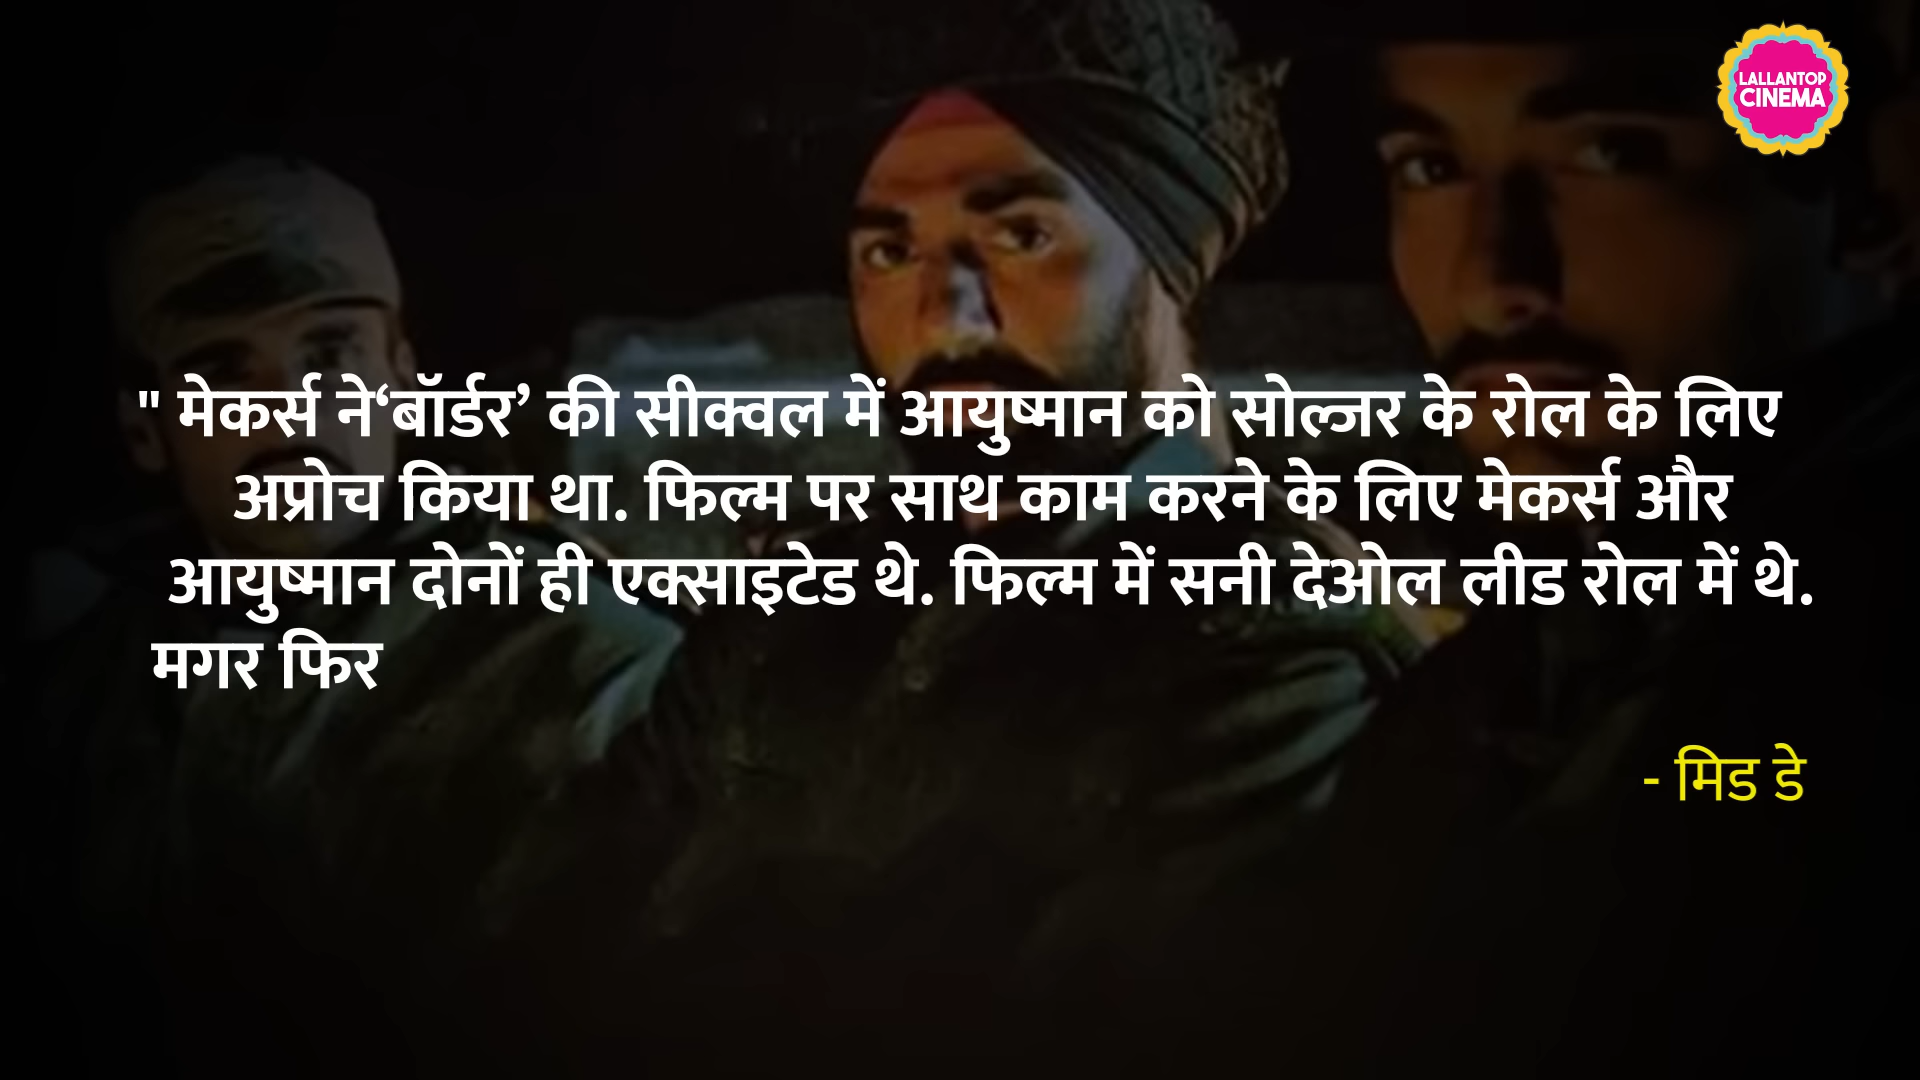 LALLANTOP
CINEMA
" मेकर्स ने‘बॉर्डर’ की सीक्वल में आयुष्मान को सोल्जर के रोल के लिए
अप्रोच किया था. फिल्म पर साथ काम करने के लिए मेकर्स और
आयुष्मान दोनों ही एक्साइटेड थे. फिल्म में सनी देओल लीड रोल में थे.
मगर फिर
- मिड डे